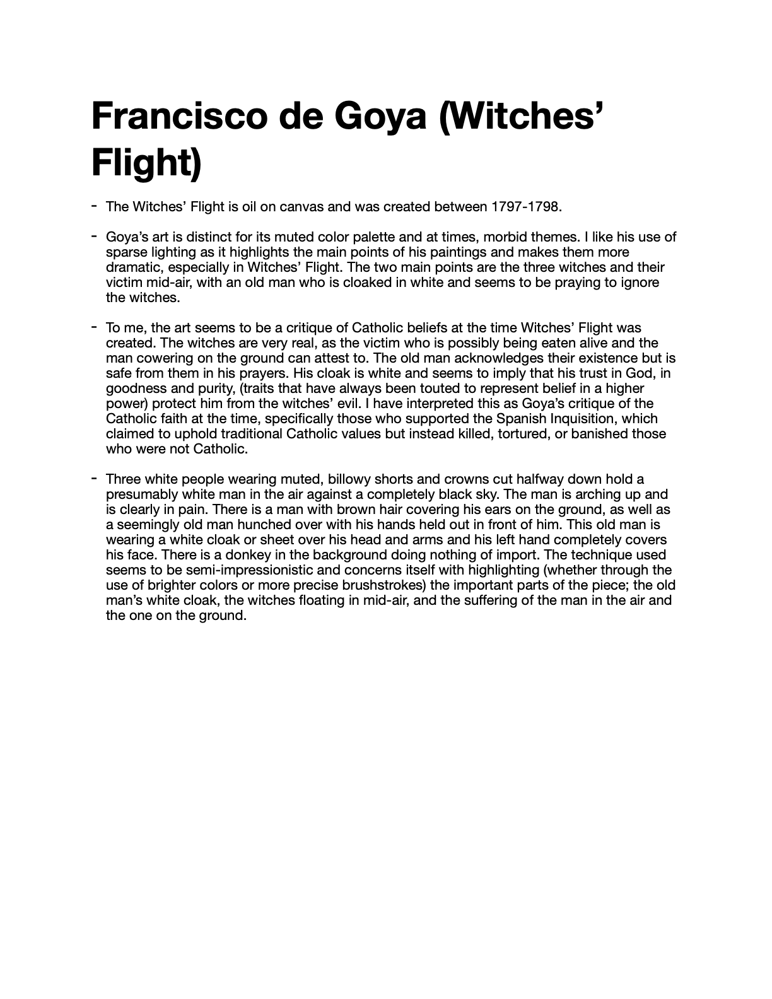 Francisco de Goya (Witches’
Flight)
- The Witches’ Flight is oil on canvas and was created between 1797-1798.
- Goya’s art is distinct for its muted color palette and at times, morbid themes. I like his use of
sparse lighting as it highlights the main points of his paintings and makes them more
dramatic, especially in Witches’ Flight. The two main points are the three witches and their
victim mid-air, with an old man who is cloaked in white and seems to be praying to ignore
the witches.
- To me, the art seems to be a critique of Catholic beliefs at the time Witches’ Flight was
created. The witches are very real, as the victim who is possibly being eaten alive and the
man cowering on the ground can attest to. The old man acknowledges their existence but is
safe from them in his prayers. His cloak is white and seems to imply that his trust in God, in
goodness and purity, (traits that have always been touted to represent belief in a higher
power) protect him from the witches’ evil. I have interpreted this as Goya’s critique of the
Catholic faith at the time, specifically those who supported the Spanish Inquisition, which
claimed to uphold traditional Catholic values but instead killed, tortured, or banished those
who were not Catholic.
- Three white people wearing muted, billowy shorts and crowns cut halfway down hold a
presumably white man in the air against a completely black sky. The man is arching up and
is clearly in pain. There is a man with brown hair covering his ears on the ground, as well as
a seemingly old man hunched over with his hands held out in front of him. This old man is
wearing a white cloak or sheet over his head and arms and his left hand completely covers
his face. There is a donkey in the background doing nothing of import. The technique used
seems to be semi-impressionistic and concerns itself with highlighting (whether through the
use of brighter colors or more precise brushstrokes) the important parts of the piece; the old
man’s white cloak, the witches floating in mid-air, and the suffering of the man in the air and
the one on the ground.